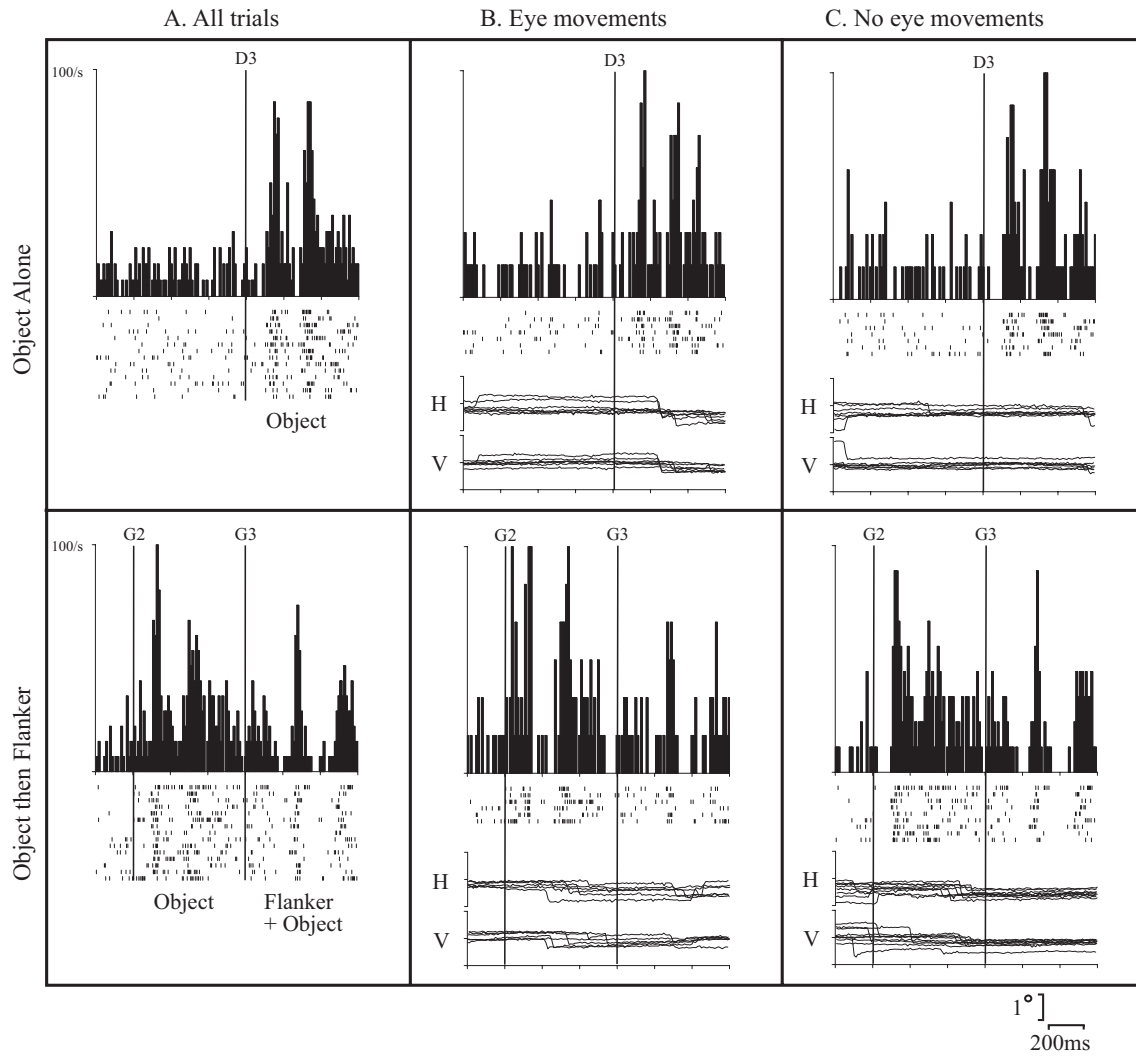 A. All trials
B. Eye movements
C. No eye movements
Object Alone
100/s
D3
Object
D3
H
V
D3
H
V
Object then Flanker
100/s
G2
G3
Object
Flanker
+ Object
G2
G3
H
V
G2
G3
H
V
1°
200ms